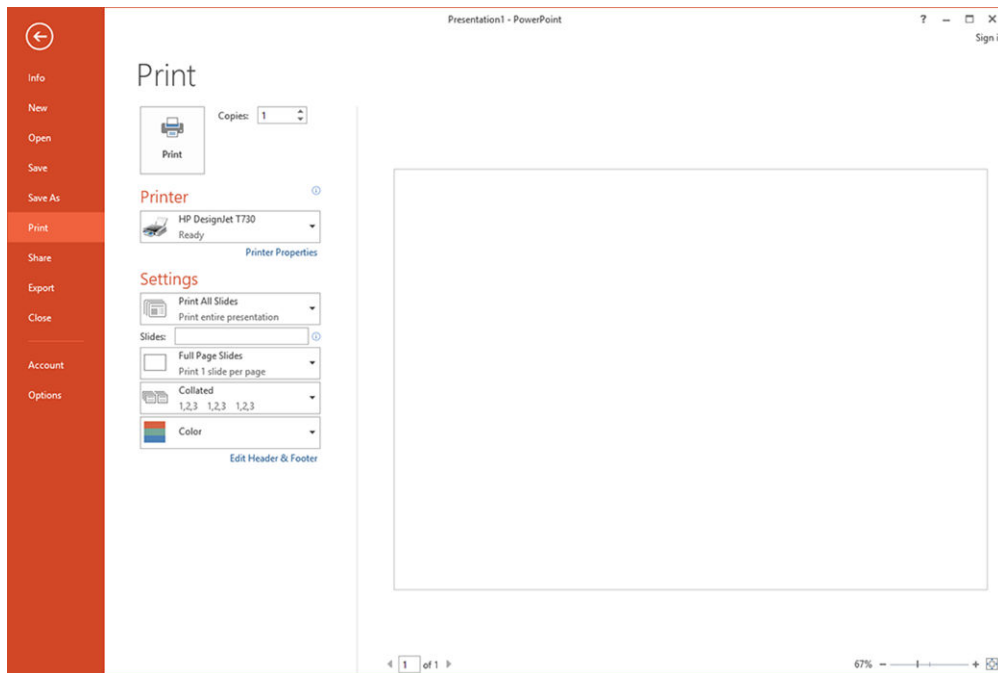 Presentation1 - PowerPoint
?
Sign i
Info
New
Open
Save
Save As
Print
Share
Export
Close
Account
Options
Print
Print
Copies: 1
Printer
HP DesignJet T730
Ready
Printer Properties
Settings
Print All Slides
Print entire presentation
Slides:
Full Page Slides
Print 1 slide per page
Collated
1,2,3 1,2,3 1,2,3
Color
Edit Header & Footer
1 of 1
67%